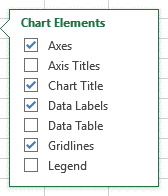 Chart Elements
Axes
Axis Titles
Chart Title
Data Labels
Data Table
Gridlines
Legend